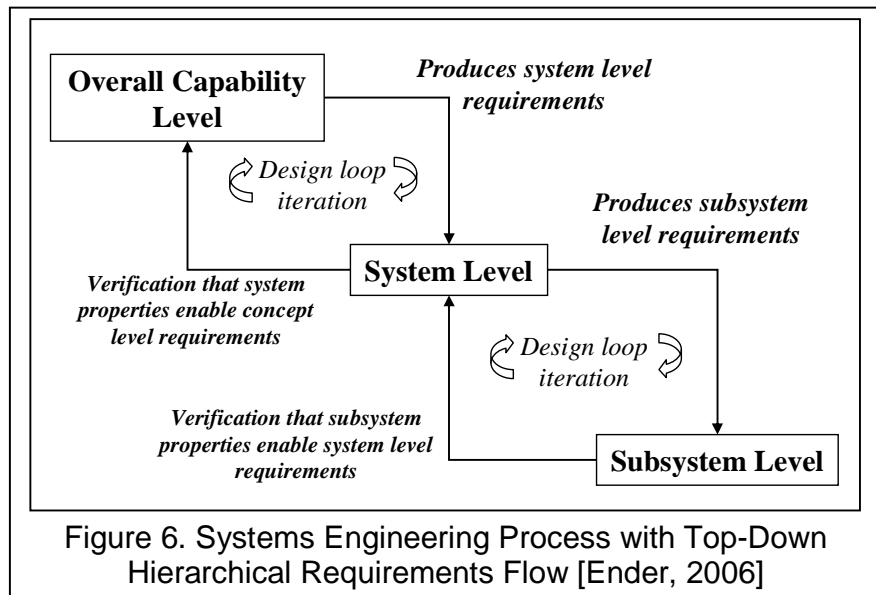 Overall Capability
Level
Produces system level
requirements
Design loop
iteration
Produces subsystem
level requirements
System Level
Verification that system
properties enable concept
level requirements
Design loop
iteration
Verification that subsystem
properties enable system level
requirements
Subsystem Level
Figure 6. Systems Engineering Process with Top-Down
Hierarchical Requirements Flow [Ender, 2006]